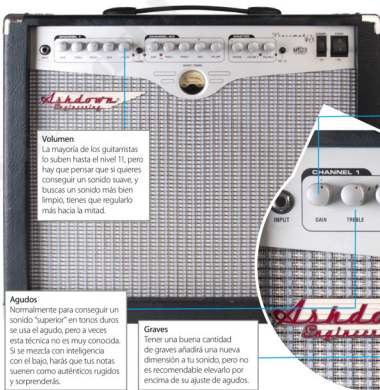 CHANNEL 1
CHANNEL 1
INPUT
GAIN
TREBLE
Ashdown
Engineering
Volumen
La mayoría de los guitarristas
lo suben hasta el nivel 11, pero
hay que pensar que si quieres
conseguir un sonido suave, y
buscas un sonido más bien
limpio, tienes que regularlo
más hacia la mitad.
Agudos
Normalmente para conseguir un
sonido "superior" en tonos duros
se usa el agudo, pero a veces
esta técnica no es muy conocida.
Si se mezcla con inteligencia
con el bajo, harás que tus notas
suenen como auténticos rugidos
y sorprenderás.
Graves
Tener una buena cantidad
de graves añadirá una nueva
dimensión a tu sonido, pero no
es recomendable elevarlo por
encima de su ajuste de agudos.